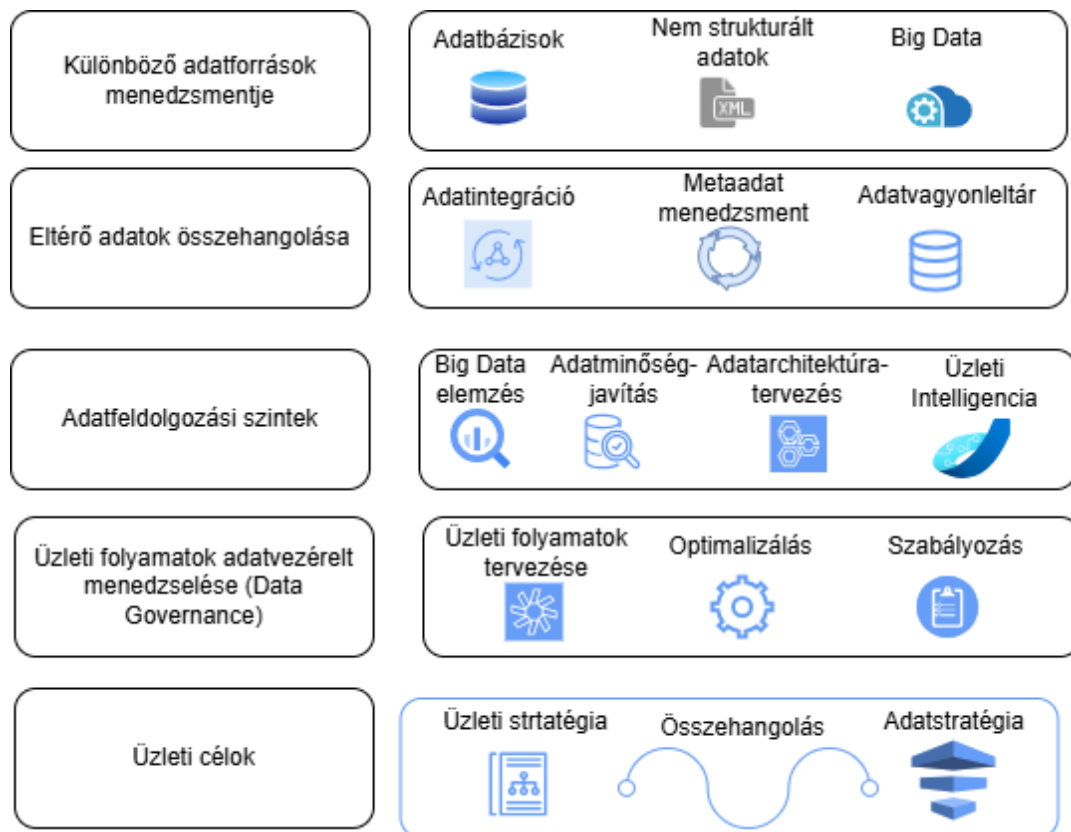 Különböző adatforrások
menedzsmentje
Adatbázisok
Nem strukturált
adatok
XML
Big Data
Eltérő adatok összehangolása
Adatintegráció
Metaadat
menedzsment
Adatvagyonleltár
Adatfeldolgozási szintek
Big Data
elemzés
Adatminőség-
javítás
Adatarchitektúra-
tervezés
Üzleti
Intelligencia
Üzleti folyamatok adatvezérelt
menedzselése (Data
Governance)
Üzleti folyamatok
tervezése
Optimalizálás
Szabályozás
Üzleti célok
Üzleti strtatégia
Összehangolás
Adatstratégia